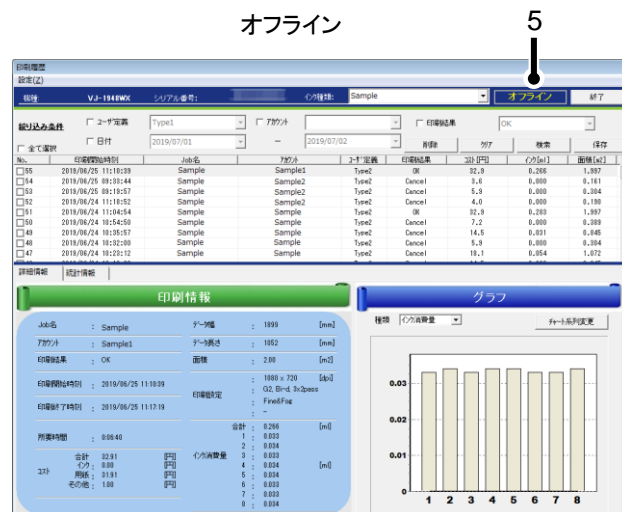 オフライン
5
印刷履歴
設定(Z)
機種 VJ-1948WX シリアル番号: インク種類: Sample オフライン 終了
絞り込み条件 ユーザ定義 Type1 アカウント 印刷結果 OK
全て選択 日付 2019/07/01 － 2019/07/02 削除 クリア 検索 保存
No. 印刷開始時刻 Job名 アカウント ユーザ定義 印刷結果 コスト[円] インク[ml] 面積[m2]
55 2019/06/25 11:10:39 Sample Sample1 Type2 OK 32.9 0.266 1.997
54 2019/06/25 09:33:44 Sample Sample2 Type2 Cancel 3.6 0.000 0.161
53 2019/06/25 09:19:57 Sample Sample2 Type2 Cancel 5.9 0.000 0.304
52 2019/06/24 11:18:52 Sample Sample2 Type2 Cancel 4.0 0.000 0.190
51 2019/06/24 11:04:54 Sample Sample Type2 OK 32.9 0.283 1.997
50 2019/06/24 10:54:50 Sample Sample Type2 Cancel 7.2 0.000 0.389
49 2019/06/24 10:35:57 Sample Sample Type2 Cancel 14.5 0.031 0.845
48 2019/06/24 10:32:00 Sample Sample Type2 Cancel 5.9 0.000 0.304
47 2019/06/24 10:23:12 Sample Sample Type2 Cancel 18.1 0.054 1.072
詳細情報 統計情報
印刷情報
Job名 : Sample データ幅 : 1899 [mm]
アカウント : Sample1 データ長さ : 1052 [mm]
印刷結果 : OK 面積 : 2.00 [m2]
印刷開始時刻 : 2019/06/25 11:10:39 印刷設定 : 1080 x 720 [dpi]
: G2, Bi-d, 3x2pass
印刷終了時刻 : 2019/06/25 11:17:19 : Fine&Fog
: -
所要時間 : 0:06:40 インク消費量 合計 : 0.266 [ml]
1 : 0.033
2 : 0.034
コスト 合計 : 32.91 [円] 3 : 0.033
インク : 0.00 [円] 4 : 0.034 [ml]
用紙 : 31.91 [円] 5 : 0.034
その他 : 1.00 [円] 6 : 0.033
7 : 0.033
8 : 0.034
グラフ
種類 インク消費量 チャート系列変更
0.03
0.02
0.01
0
1 2 3 4 5 6 7 8